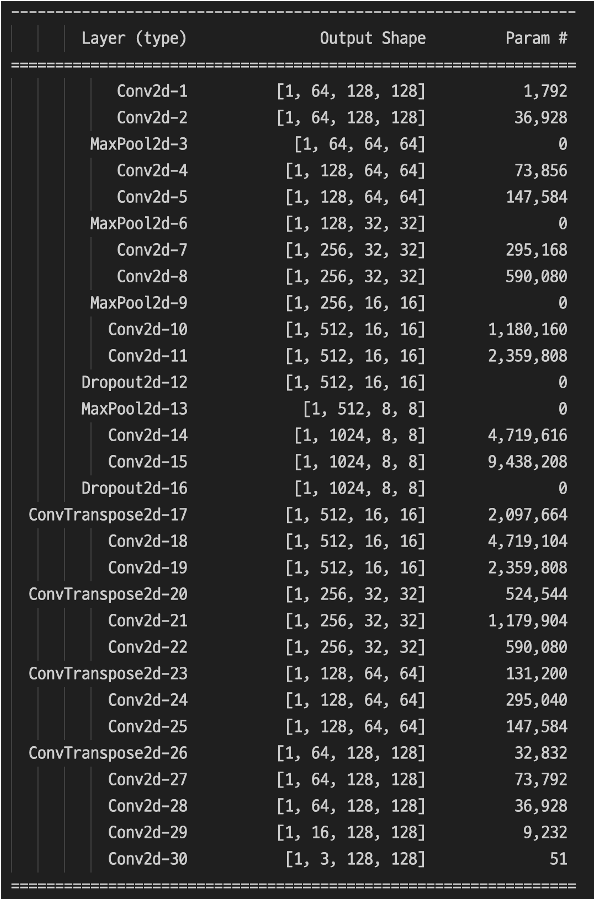 ----------------------------------------------------------------
Layer (type) Output Shape Param #
================================================================
Conv2d-1 [1, 64, 128, 128] 1,792
Conv2d-2 [1, 64, 128, 128] 36,928
MaxPool2d-3 [1, 64, 64, 64] 0
Conv2d-4 [1, 128, 64, 64] 73,856
Conv2d-5 [1, 128, 64, 64] 147,584
MaxPool2d-6 [1, 128, 32, 32] 0
Conv2d-7 [1, 256, 32, 32] 295,168
Conv2d-8 [1, 256, 32, 32] 590,080
MaxPool2d-9 [1, 256, 16, 16] 0
Conv2d-10 [1, 512, 16, 16] 1,180,160
Conv2d-11 [1, 512, 16, 16] 2,359,808
Dropout2d-12 [1, 512, 16, 16] 0
MaxPool2d-13 [1, 512, 8, 8] 0
Conv2d-14 [1, 1024, 8, 8] 4,719,616
Conv2d-15 [1, 1024, 8, 8] 9,438,208
Dropout2d-16 [1, 1024, 8, 8] 0
ConvTranspose2d-17 [1, 512, 16, 16] 2,097,664
Conv2d-18 [1, 512, 16, 16] 4,719,104
Conv2d-19 [1, 512, 16, 16] 2,359,808
ConvTranspose2d-20 [1, 256, 32, 32] 524,544
Conv2d-21 [1, 256, 32, 32] 1,179,904
Conv2d-22 [1, 256, 32, 32] 590,080
ConvTranspose2d-23 [1, 128, 64, 64] 131,200
Conv2d-24 [1, 128, 64, 64] 295,040
Conv2d-25 [1, 128, 64, 64] 147,584
ConvTranspose2d-26 [1, 64, 128, 128] 32,832
Conv2d-27 [1, 64, 128, 128] 73,792
Conv2d-28 [1, 64, 128, 128] 36,928
Conv2d-29 [1, 16, 128, 128] 9,232
Conv2d-30 [1, 3, 128, 128] 51
================================================================